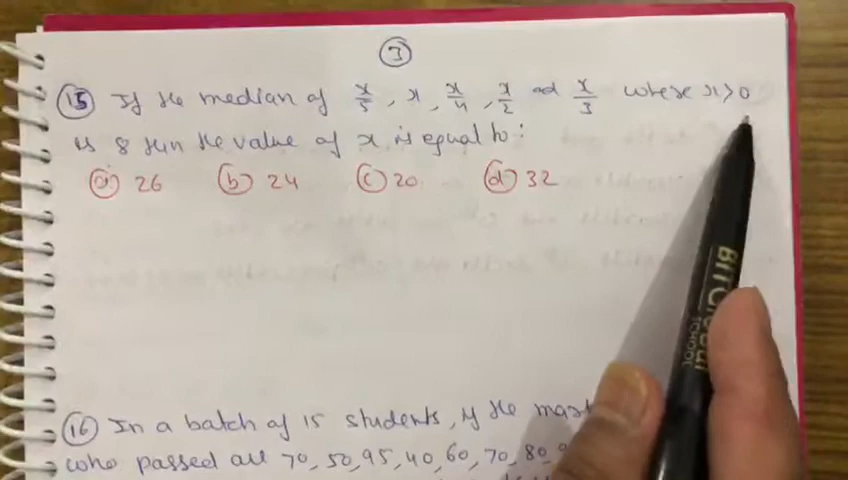 3
15 If the median of x/5, x, x/4, x/2 and x/3 where x>0
is 8 then the value of x is equal to:
a 26 b 24 c 20 d 32
16 In a batch of 15 students, if the
who passed are 70, 50, 95, 40, 60, 70, 80,
SCHOOL